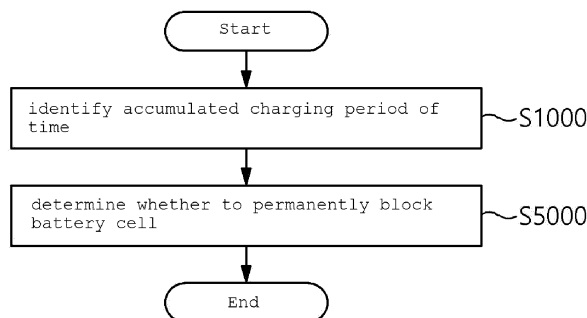 Start
identify accumulated charging period of
time
S1000
determine whether to permanently block
battery cell
S5000
End